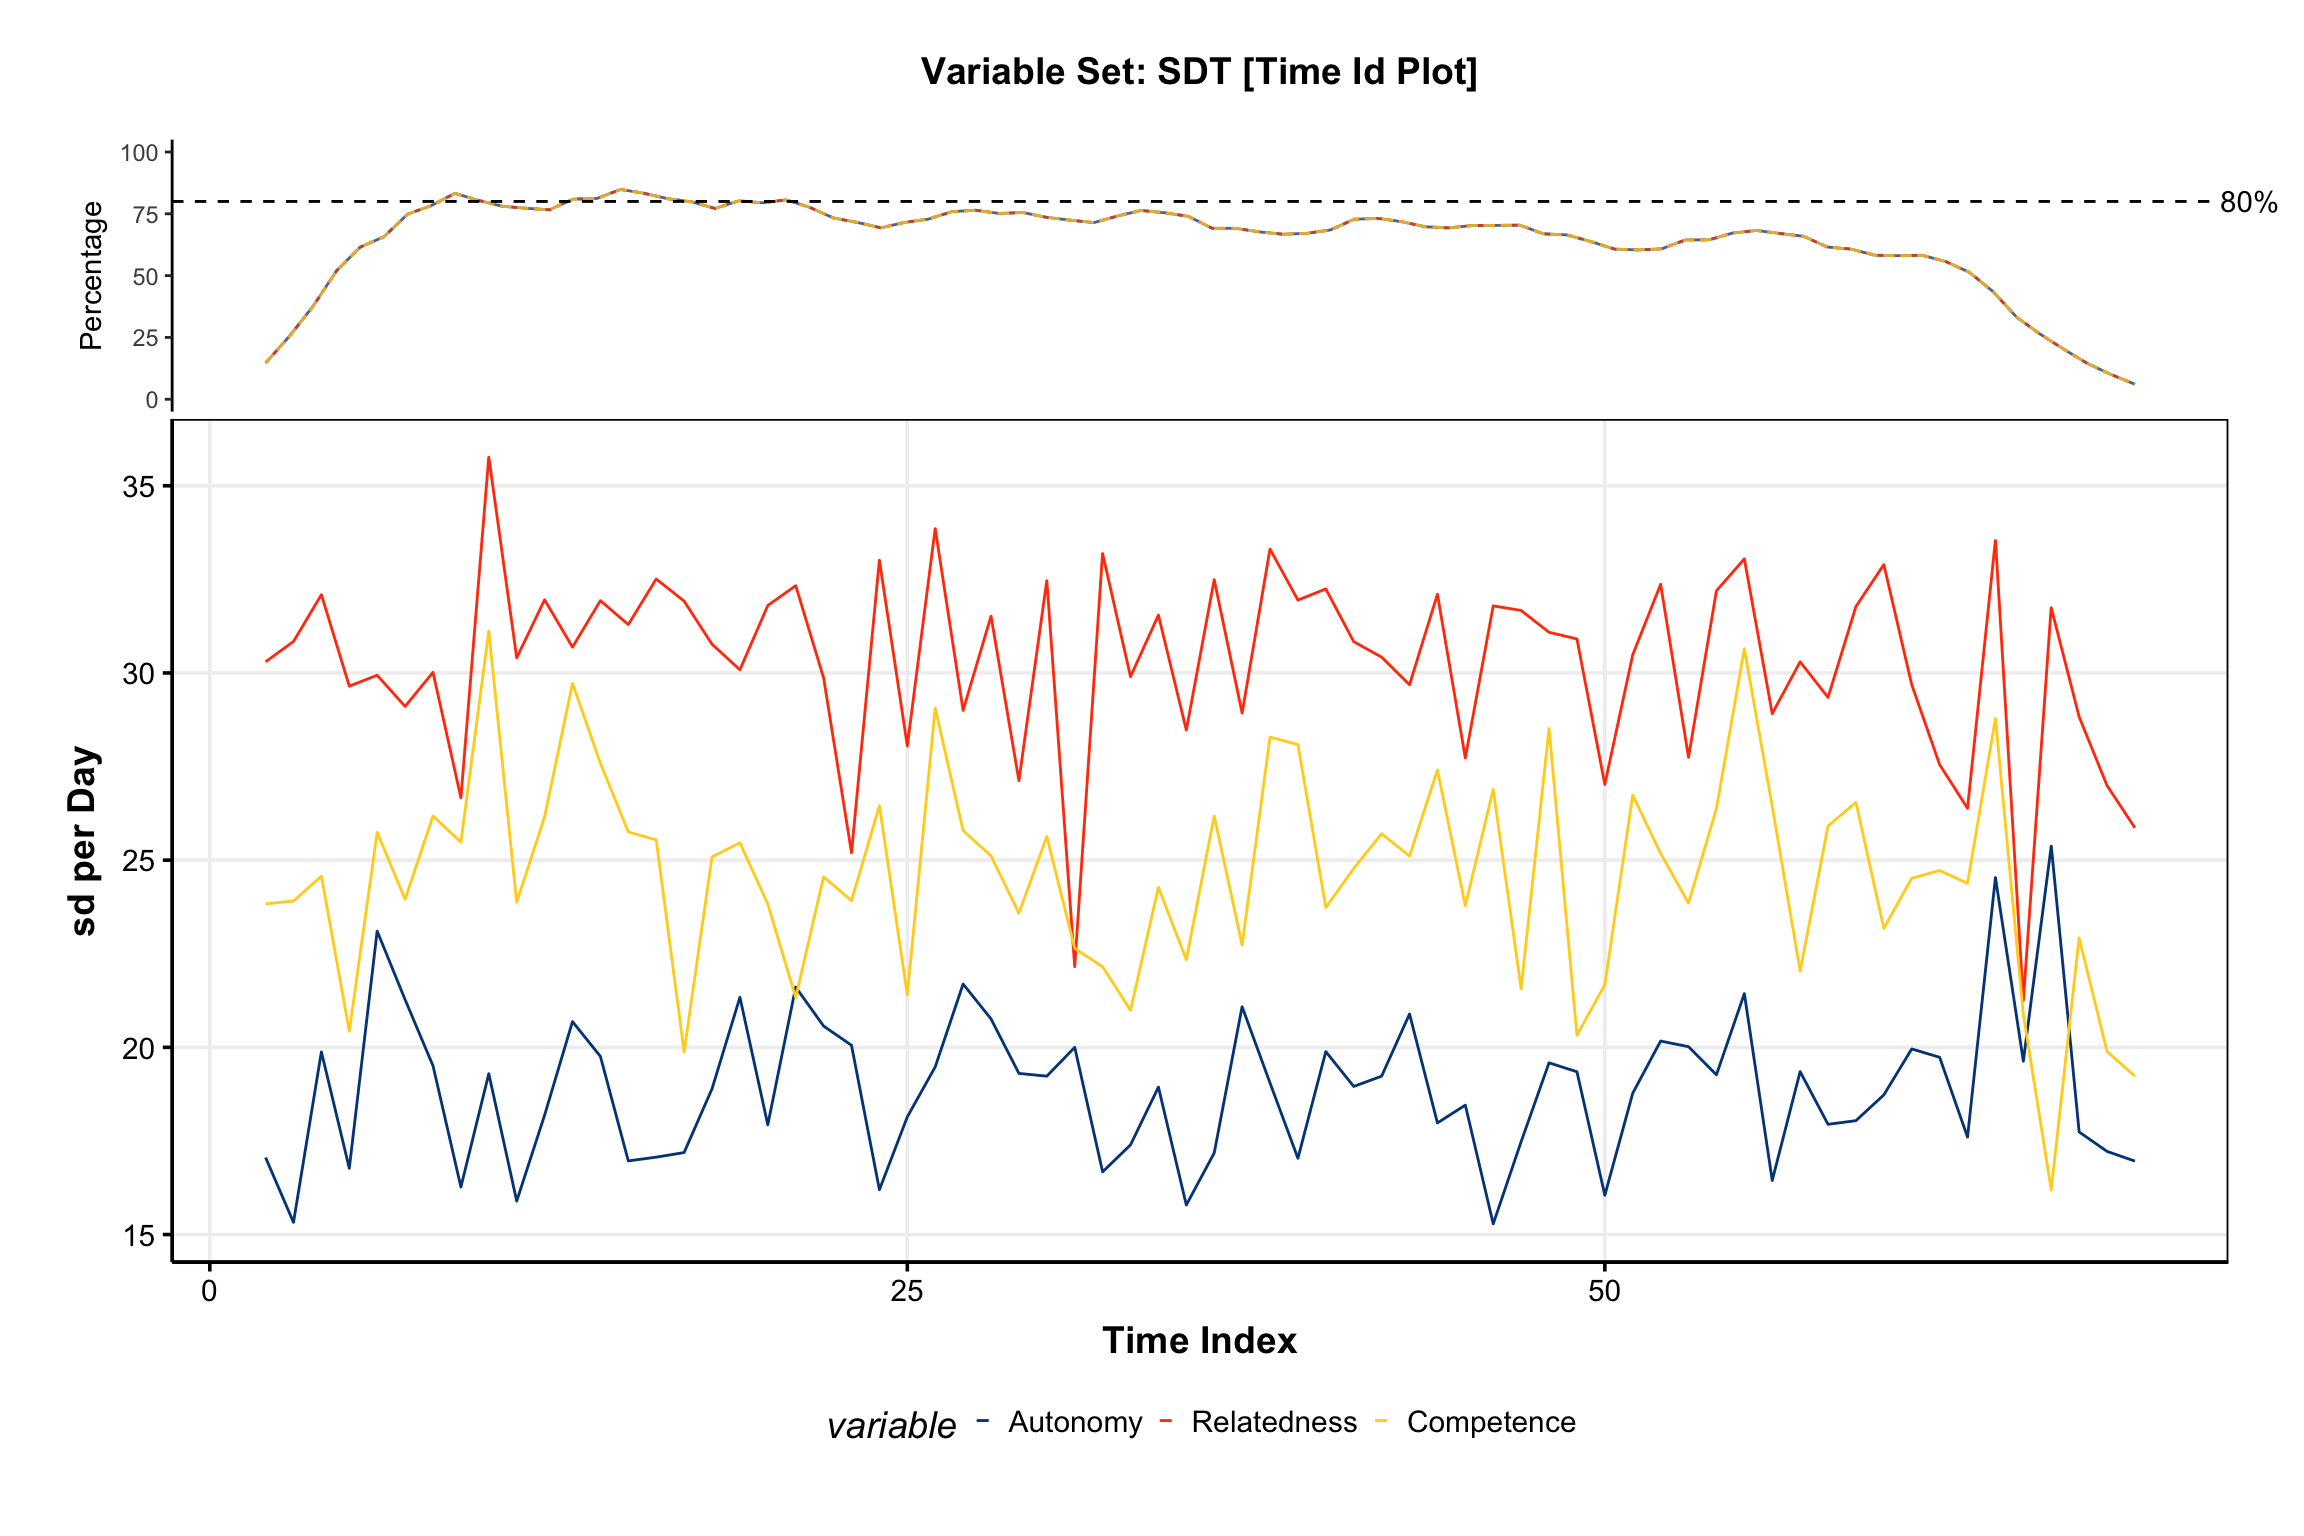 Variable Set: SDT [Time Id Plot]
100
75
50
25
0
Percentage
80%
35
30
25
20
15
sd per Day
0 25 50
Time Index
variable Autonomy Relatedness Competence